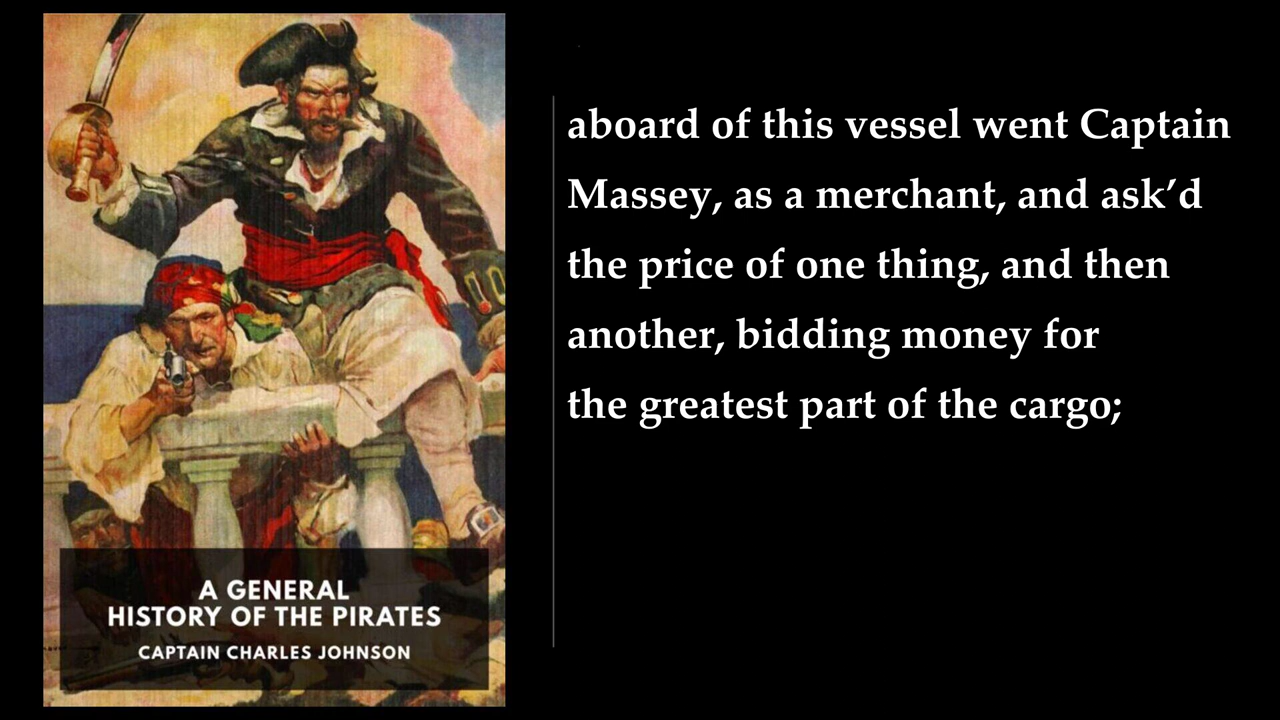 aboard of this vessel went Captain
Massey, as a merchant, and ask’d
the price of one thing, and then
another, bidding money for
the greatest part of the cargo;
A GENERAL
HISTORY OF THE PIRATES
CAPTAIN CHARLES JOHNSON